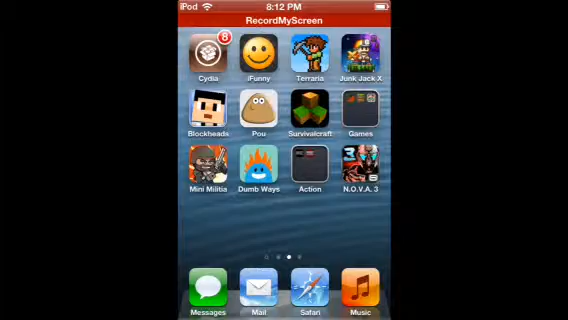 iPod 8:12 PM
RecordMyScreen
8
Cydia iFunny Terraria Junk Jack X
Blockheads Pou Survivalcraft Games
3
Mini Militia Dumb Ways Action N.O.V.A. 3
Messages Mail Safari Music